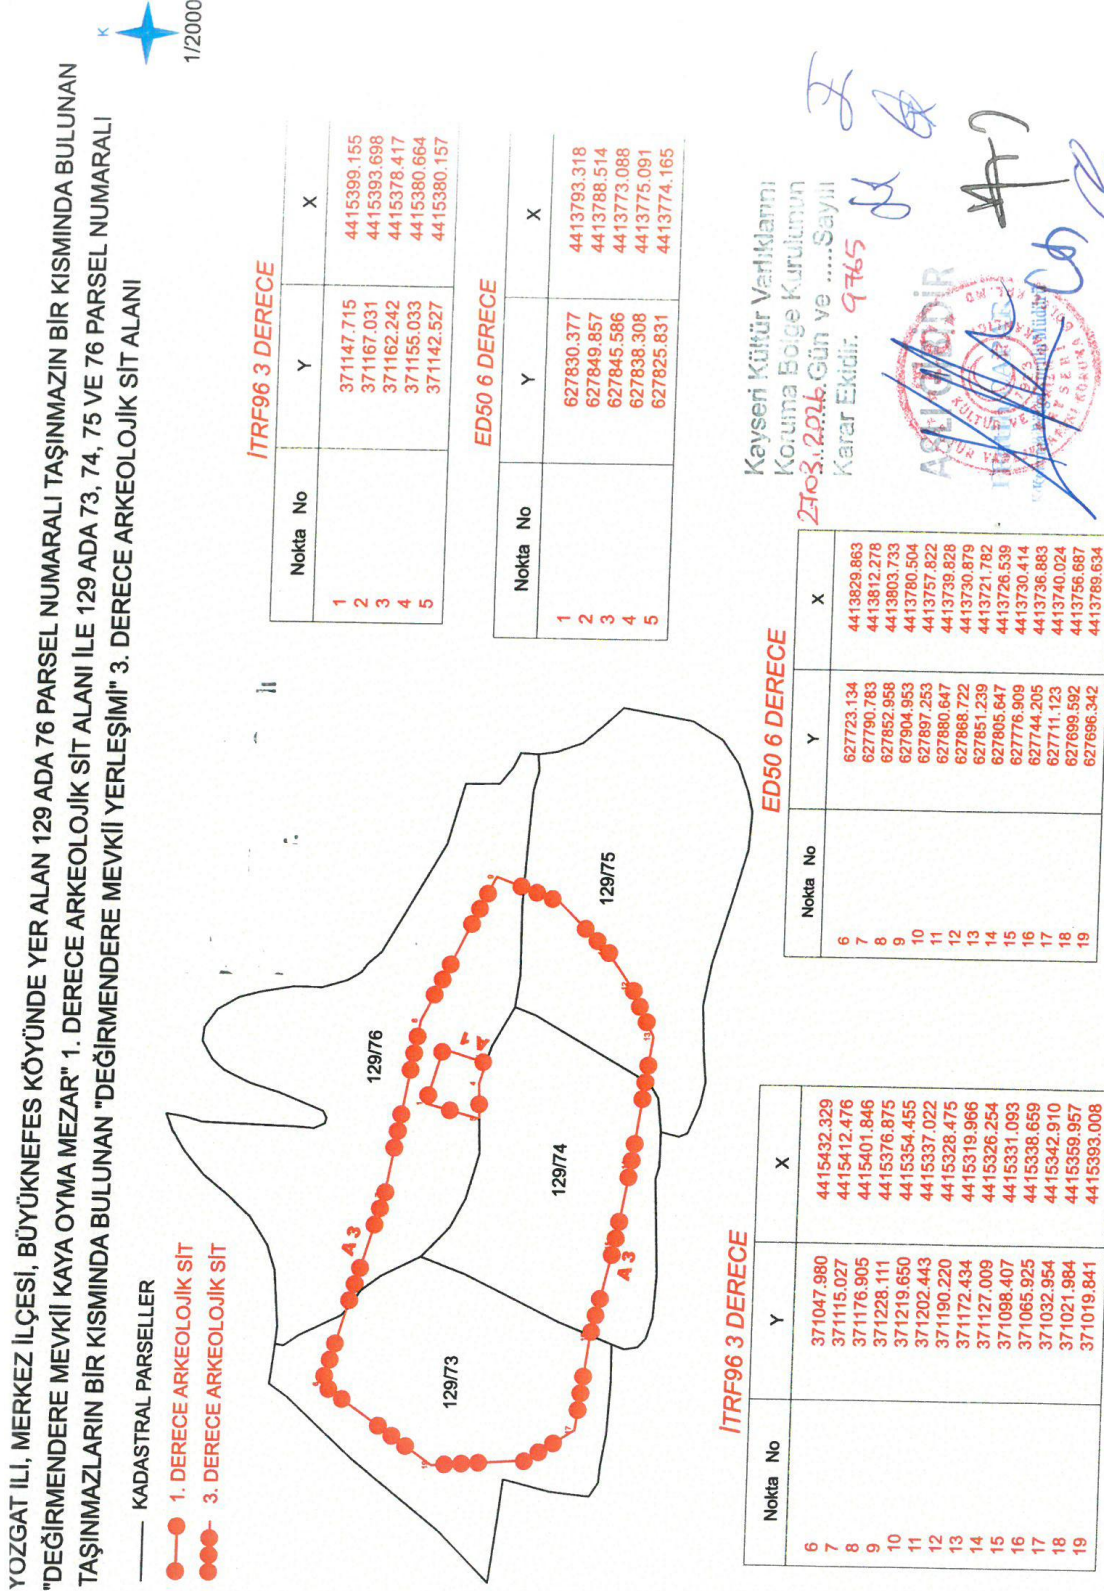 YOZGAT İLİ, MERKEZ İLÇESİ, BÜYÜKNEFES KÖYÜNDE YER ALAN 129 ADA 76 PARSEL NUMARALI TAŞINMAZIN BİR KISMINDA BULUNAN
"DEĞİRMENDERE MEVKİİ KAYA OYMA MEZAR" 1. DERECE ARKEOLOJİK SİT ALANI İLE 129 ADA 73, 74, 75 VE 76 PARSEL NUMARALI
TAŞINMAZLARIN BİR KISMINDA BULUNAN "DEĞİRMENDERE MEVKİİ YERLEŞİMİ" 3. DERECE ARKEOLOJİK SİT ALANI
K
1/2000
KADASTRAL PARSELLER
1. DERECE ARKEOLOJİK SİT
3. DERECE ARKEOLOJİK SİT
129/76
129/75
129/74
129/73
A 3
A 3
A 1
İTRF96 3 DERECE
Nokta No Y X
1 371147.715 4415399.155
2 371167.031 4415393.698
3 371162.242 4415378.417
4 371155.033 4415380.664
5 371142.527 4415380.157
ED50 6 DERECE
Nokta No Y X
1 627830.377 4413793.318
2 627849.857 4413788.514
3 627845.586 4413773.088
4 627838.308 4413775.091
5 627825.831 4413774.165
İTRF96 3 DERECE
Nokta No Y X
6 371047.980 4415432.329
7 371115.027 4415412.476
8 371176.905 4415401.846
9 371228.111 4415376.875
10 371219.650 4415354.455
11 371202.443 4415337.022
12 371190.220 4415328.475
13 371172.434 4415319.966
14 371127.009 4415326.254
15 371098.407 4415331.093
16 371065.925 4415338.659
17 371032.954 4415342.910
18 371021.984 4415359.957
19 371019.841 4415393.008
ED50 6 DERECE
Nokta No Y X
6 627723.134 4413829.863
7 627790.783 4413812.278
8 627852.958 4413803.733
9 627904.953 4413780.504
10 627897.253 4413757.822
11 627880.647 4413739.828
12 627868.722 4413730.879
13 627851.239 4413721.782
14 627805.647 4413726.539
15 627776.909 4413730.414
16 627744.205 4413736.883
17 627711.123 4413740.024
18 627699.592 4413756.687
19 627696.342 4413789.634
Kayseri Kültür Varlıklarını
Koruma Bölge Kurulunun
27.03.2026 Gün ve ..... Sayılı
Karar Ekidir. 9765
ASLI GİBİDİR